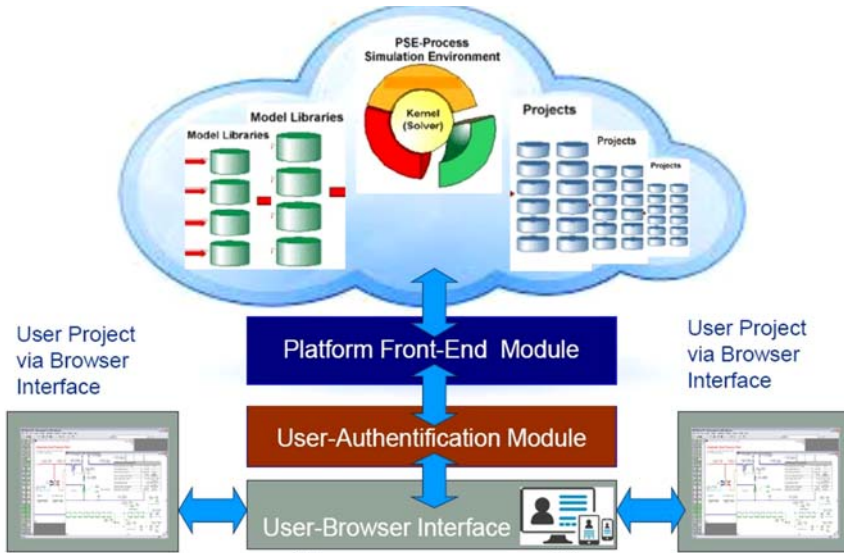 PSE-Process
Simulation Environment
Kernel
(Solver)
Model Libraries
Model Libraries
Projects
Projects
Projects
Platform Front-End Module
User-Authentification Module
User-Browser Interface
User Project
via Browser
Interface
User Project
via Browser
Interface